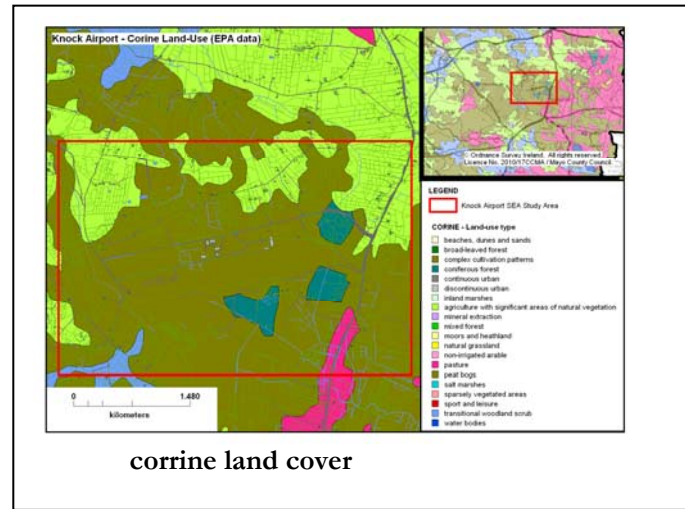 Knock Airport - Corine Land-Use (EPA data)
© Ordnance Survey Ireland. All rights reserved.
Licence No. 2010/17CCMA / Mayo County Council.
LEGEND
Knock Airport SEA Study Area
CORINE - Land-use type
beaches, dunes and sands
broad-leaved forest
complex cultivation patterns
coniferous forest
continuous urban
discontinuous urban
inland marshes
agriculture with significant areas of natural vegetation
mineral extraction
mixed forest
moors and heathland
natural grassland
non-irrigated arable
pasture
peat bogs
salt marshes
sparsely vegetated areas
sport and leisure
transitional woodland scrub
water bodies
0 1.480
kilometers
corrine land cover